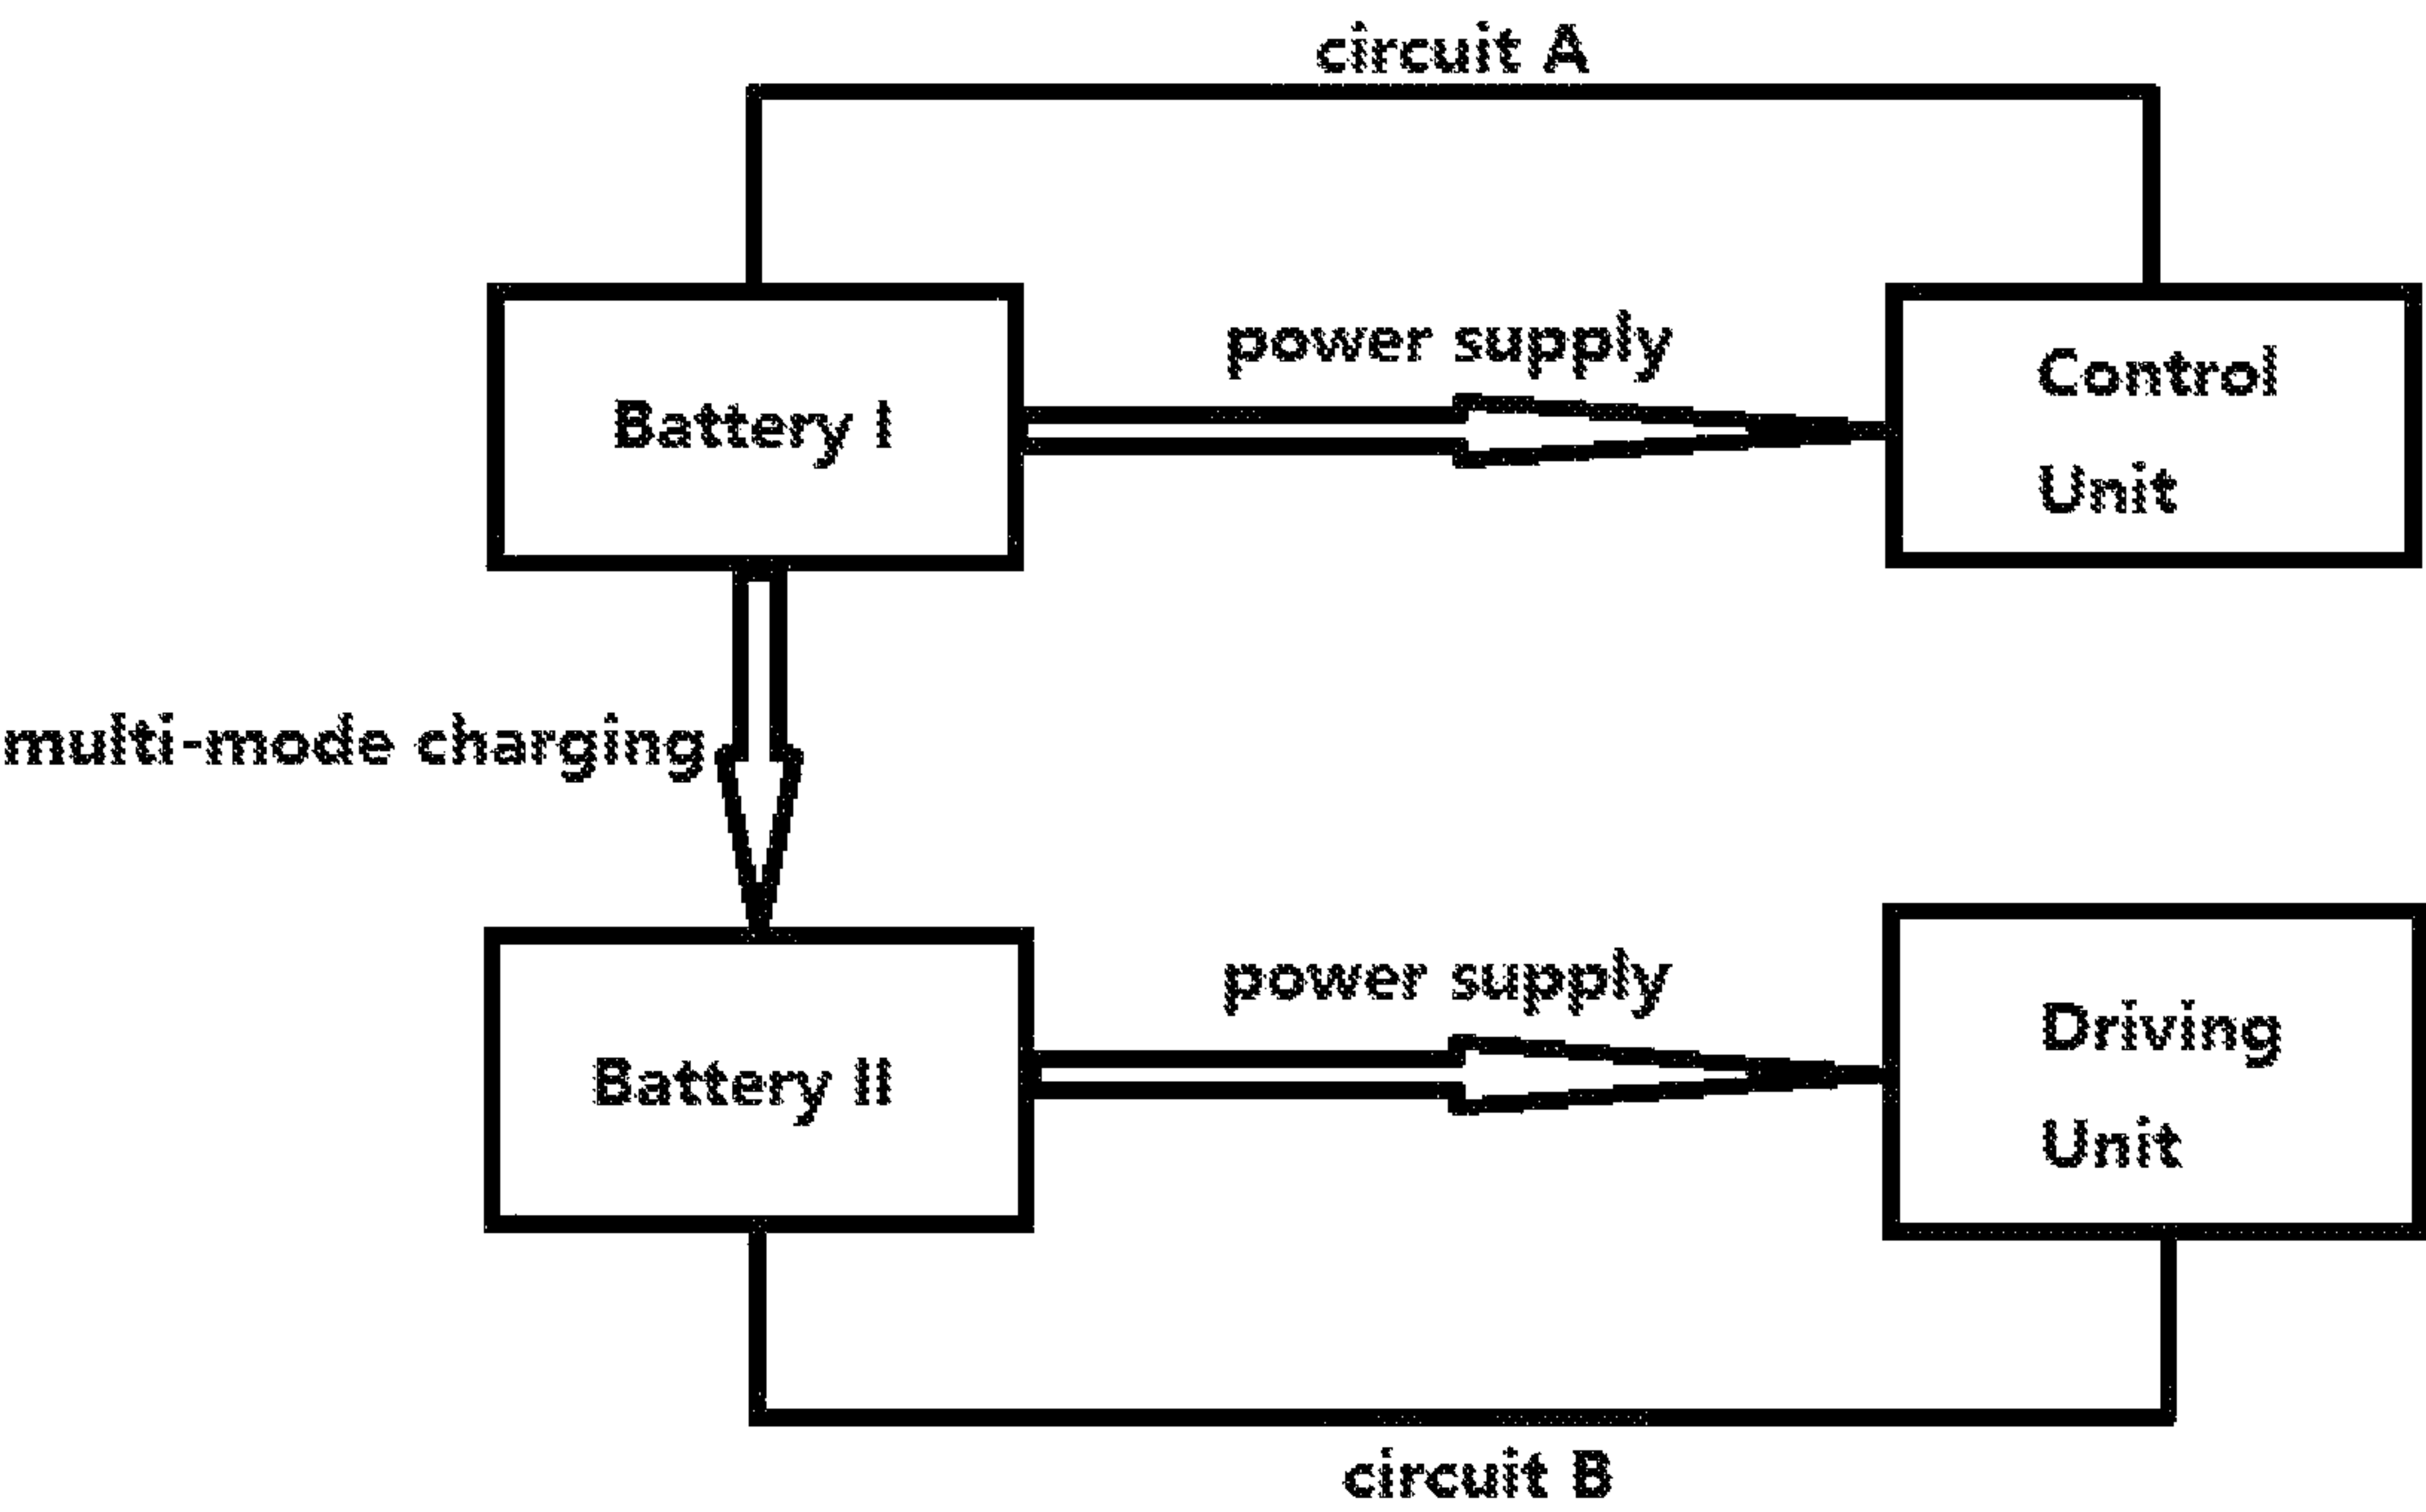 circuit A
power supply
Battery I
Control
Unit
multi-mode charging
power supply
Battery II
Driving
Unit
circuit B